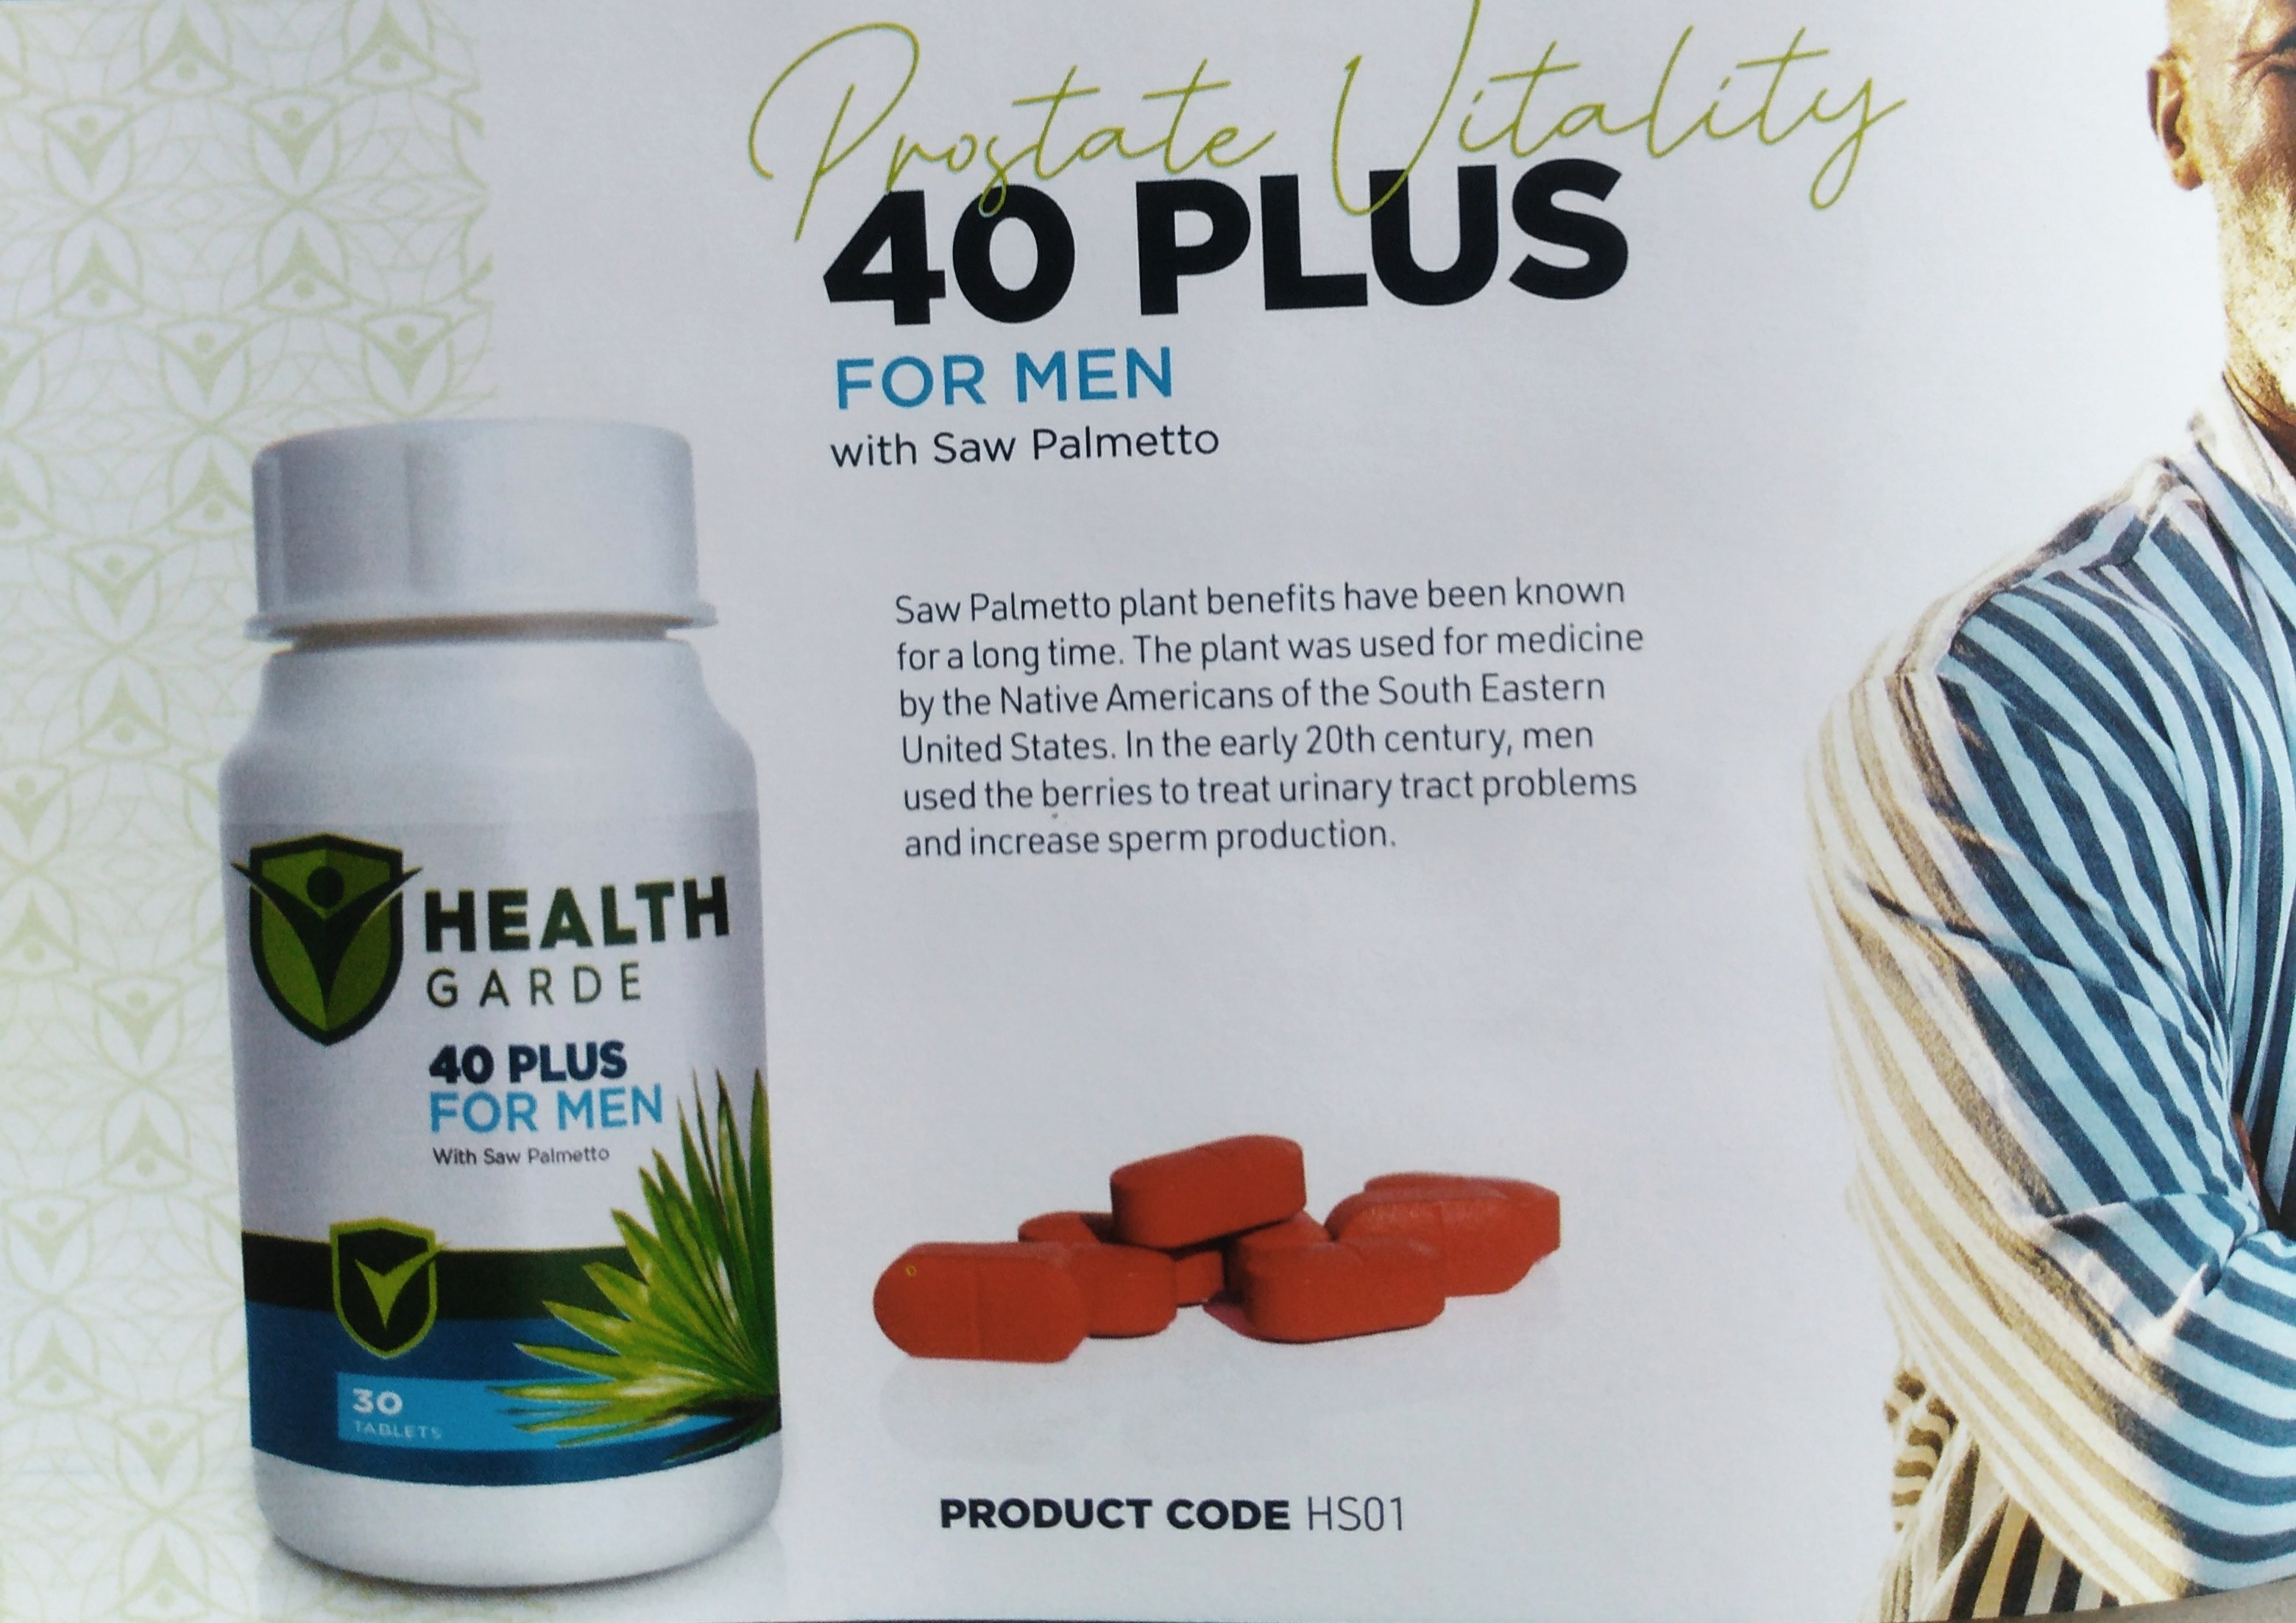 Prostate Vitality
40 PLUS
FOR MEN
with Saw Palmetto
Saw Palmetto plant benefits have been known
for a long time. The plant was used for medicine
by the Native Americans of the South Eastern
United States. In the early 20th century, men
used the berries to treat urinary tract problems
and increase sperm production.
HEALTH
GARDE
40 PLUS
FOR MEN
With Saw Palmetto
30
TABLETS
PRODUCT CODE HS01